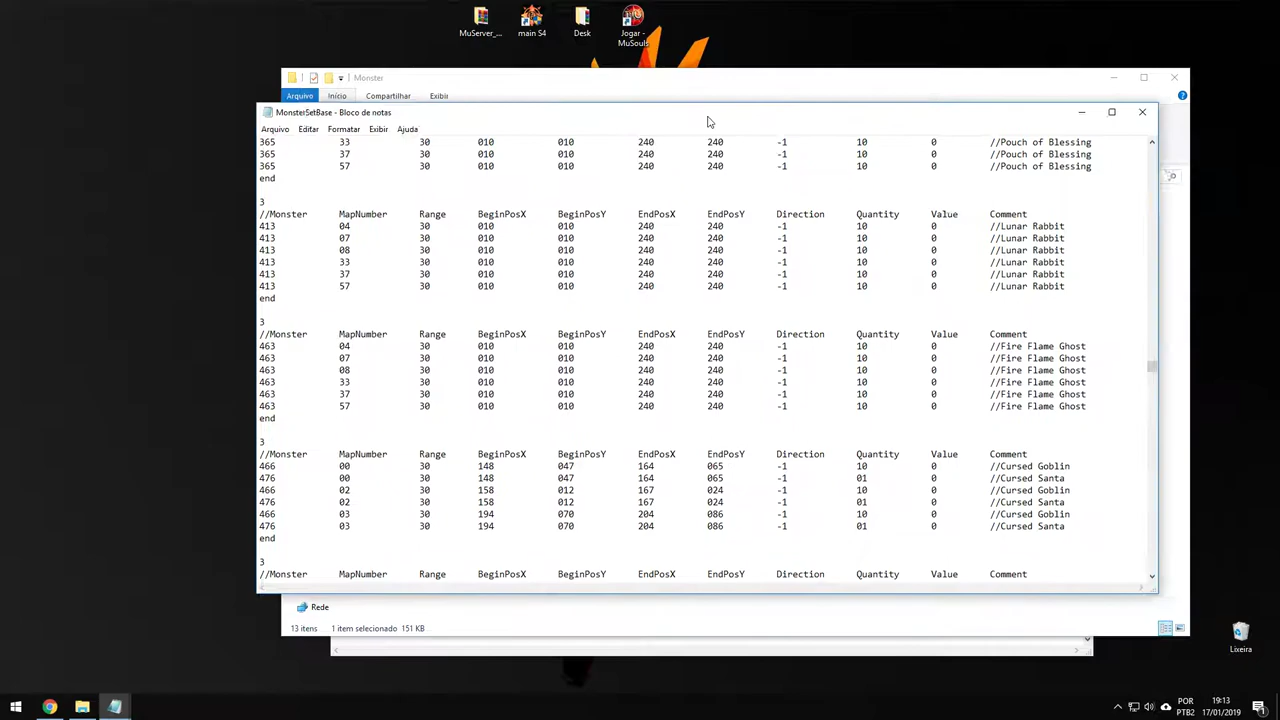 MuServer_...
main S4
Desk
Jogar -
MuSouls
Monster
Arquivo Início Compartilhar Exibir
MonsterSetBase - Bloco de notas
Arquivo Editar Formatar Exibir Ajuda
365 33 30 010 010 240 240 -1 10 0 //Pouch of Blessing
365 37 30 010 010 240 240 -1 10 0 //Pouch of Blessing
365 57 30 010 010 240 240 -1 10 0 //Pouch of Blessing
end
3
//Monster MapNumber Range BeginPosX BeginPosY EndPosX EndPosY Direction Quantity Value Comment
413 04 30 010 010 240 240 -1 10 0 //Lunar Rabbit
413 07 30 010 010 240 240 -1 10 0 //Lunar Rabbit
413 08 30 010 010 240 240 -1 10 0 //Lunar Rabbit
413 33 30 010 010 240 240 -1 10 0 //Lunar Rabbit
413 37 30 010 010 240 240 -1 10 0 //Lunar Rabbit
413 57 30 010 010 240 240 -1 10 0 //Lunar Rabbit
end
3
//Monster MapNumber Range BeginPosX BeginPosY EndPosX EndPosY Direction Quantity Value Comment
463 04 30 010 010 240 240 -1 10 0 //Fire Flame Ghost
463 07 30 010 010 240 240 -1 10 0 //Fire Flame Ghost
463 08 30 010 010 240 240 -1 10 0 //Fire Flame Ghost
463 33 30 010 010 240 240 -1 10 0 //Fire Flame Ghost
463 37 30 010 010 240 240 -1 10 0 //Fire Flame Ghost
463 57 30 010 010 240 240 -1 10 0 //Fire Flame Ghost
end
3
//Monster MapNumber Range BeginPosX BeginPosY EndPosX EndPosY Direction Quantity Value Comment
466 00 30 148 047 164 065 -1 10 0 //Cursed Goblin
476 00 30 148 047 164 065 -1 01 0 //Cursed Santa
466 02 30 158 012 167 024 -1 10 0 //Cursed Goblin
476 02 30 158 012 167 024 -1 01 0 //Cursed Santa
466 03 30 194 070 204 086 -1 10 0 //Cursed Goblin
476 03 30 194 070 204 086 -1 01 0 //Cursed Santa
end
3
//Monster MapNumber Range BeginPosX BeginPosY EndPosX EndPosY Direction Quantity Value Comment
Rede
13 itens 1 item selecionado 151 KB
Lixeira
POR
PTB2
19:13
17/01/2019
1